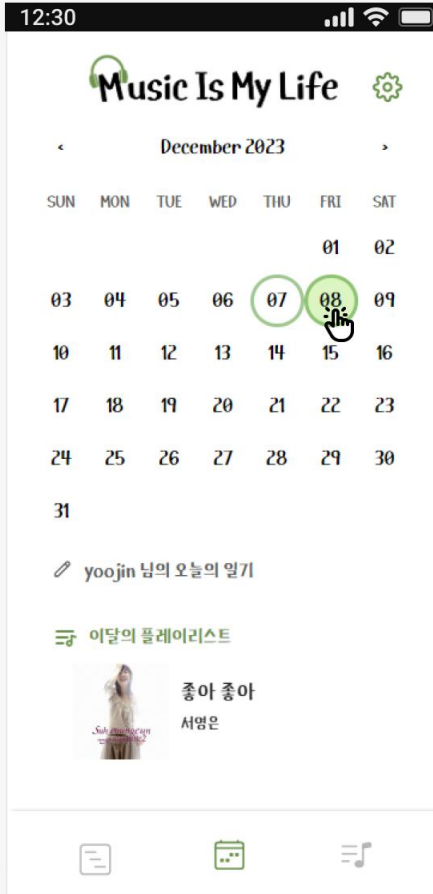 12:30
Music Is My Life
< December 2023 >
SUN MON TUE WED THU FRI SAT
01 02
03 04 05 06 07 08 09
10 11 12 13 14 15 16
17 18 19 20 21 22 23
24 25 26 27 28 29 30
31
yoojin 님의 오늘의 일기
이달의 플레이리스트
좋아 좋아
서영은
Suh